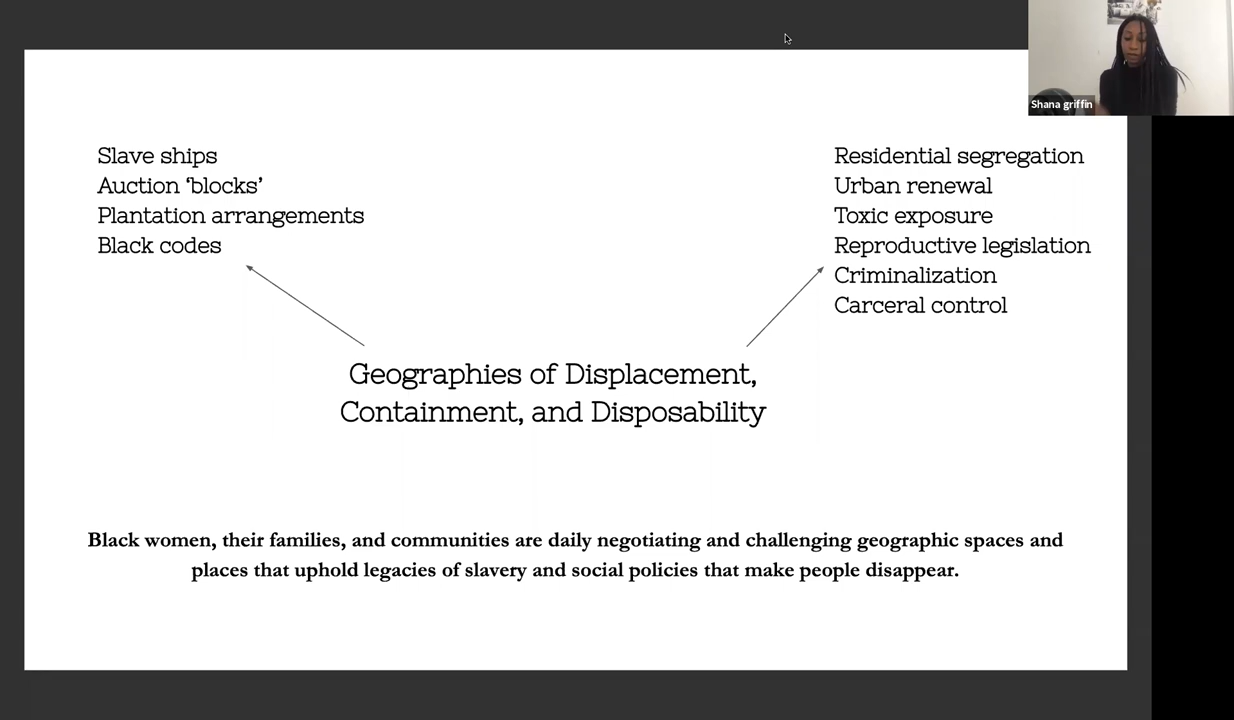 Shana griffin
Slave ships
Auction ‘blocks’
Plantation arrangements
Black codes
Residential segregation
Urban renewal
Toxic exposure
Reproductive legislation
Criminalization
Carceral control
Geographies of Displacement,
Containment, and Disposability
Black women, their families, and communities are daily negotiating and challenging geographic spaces and
places that uphold legacies of slavery and social policies that make people disappear.